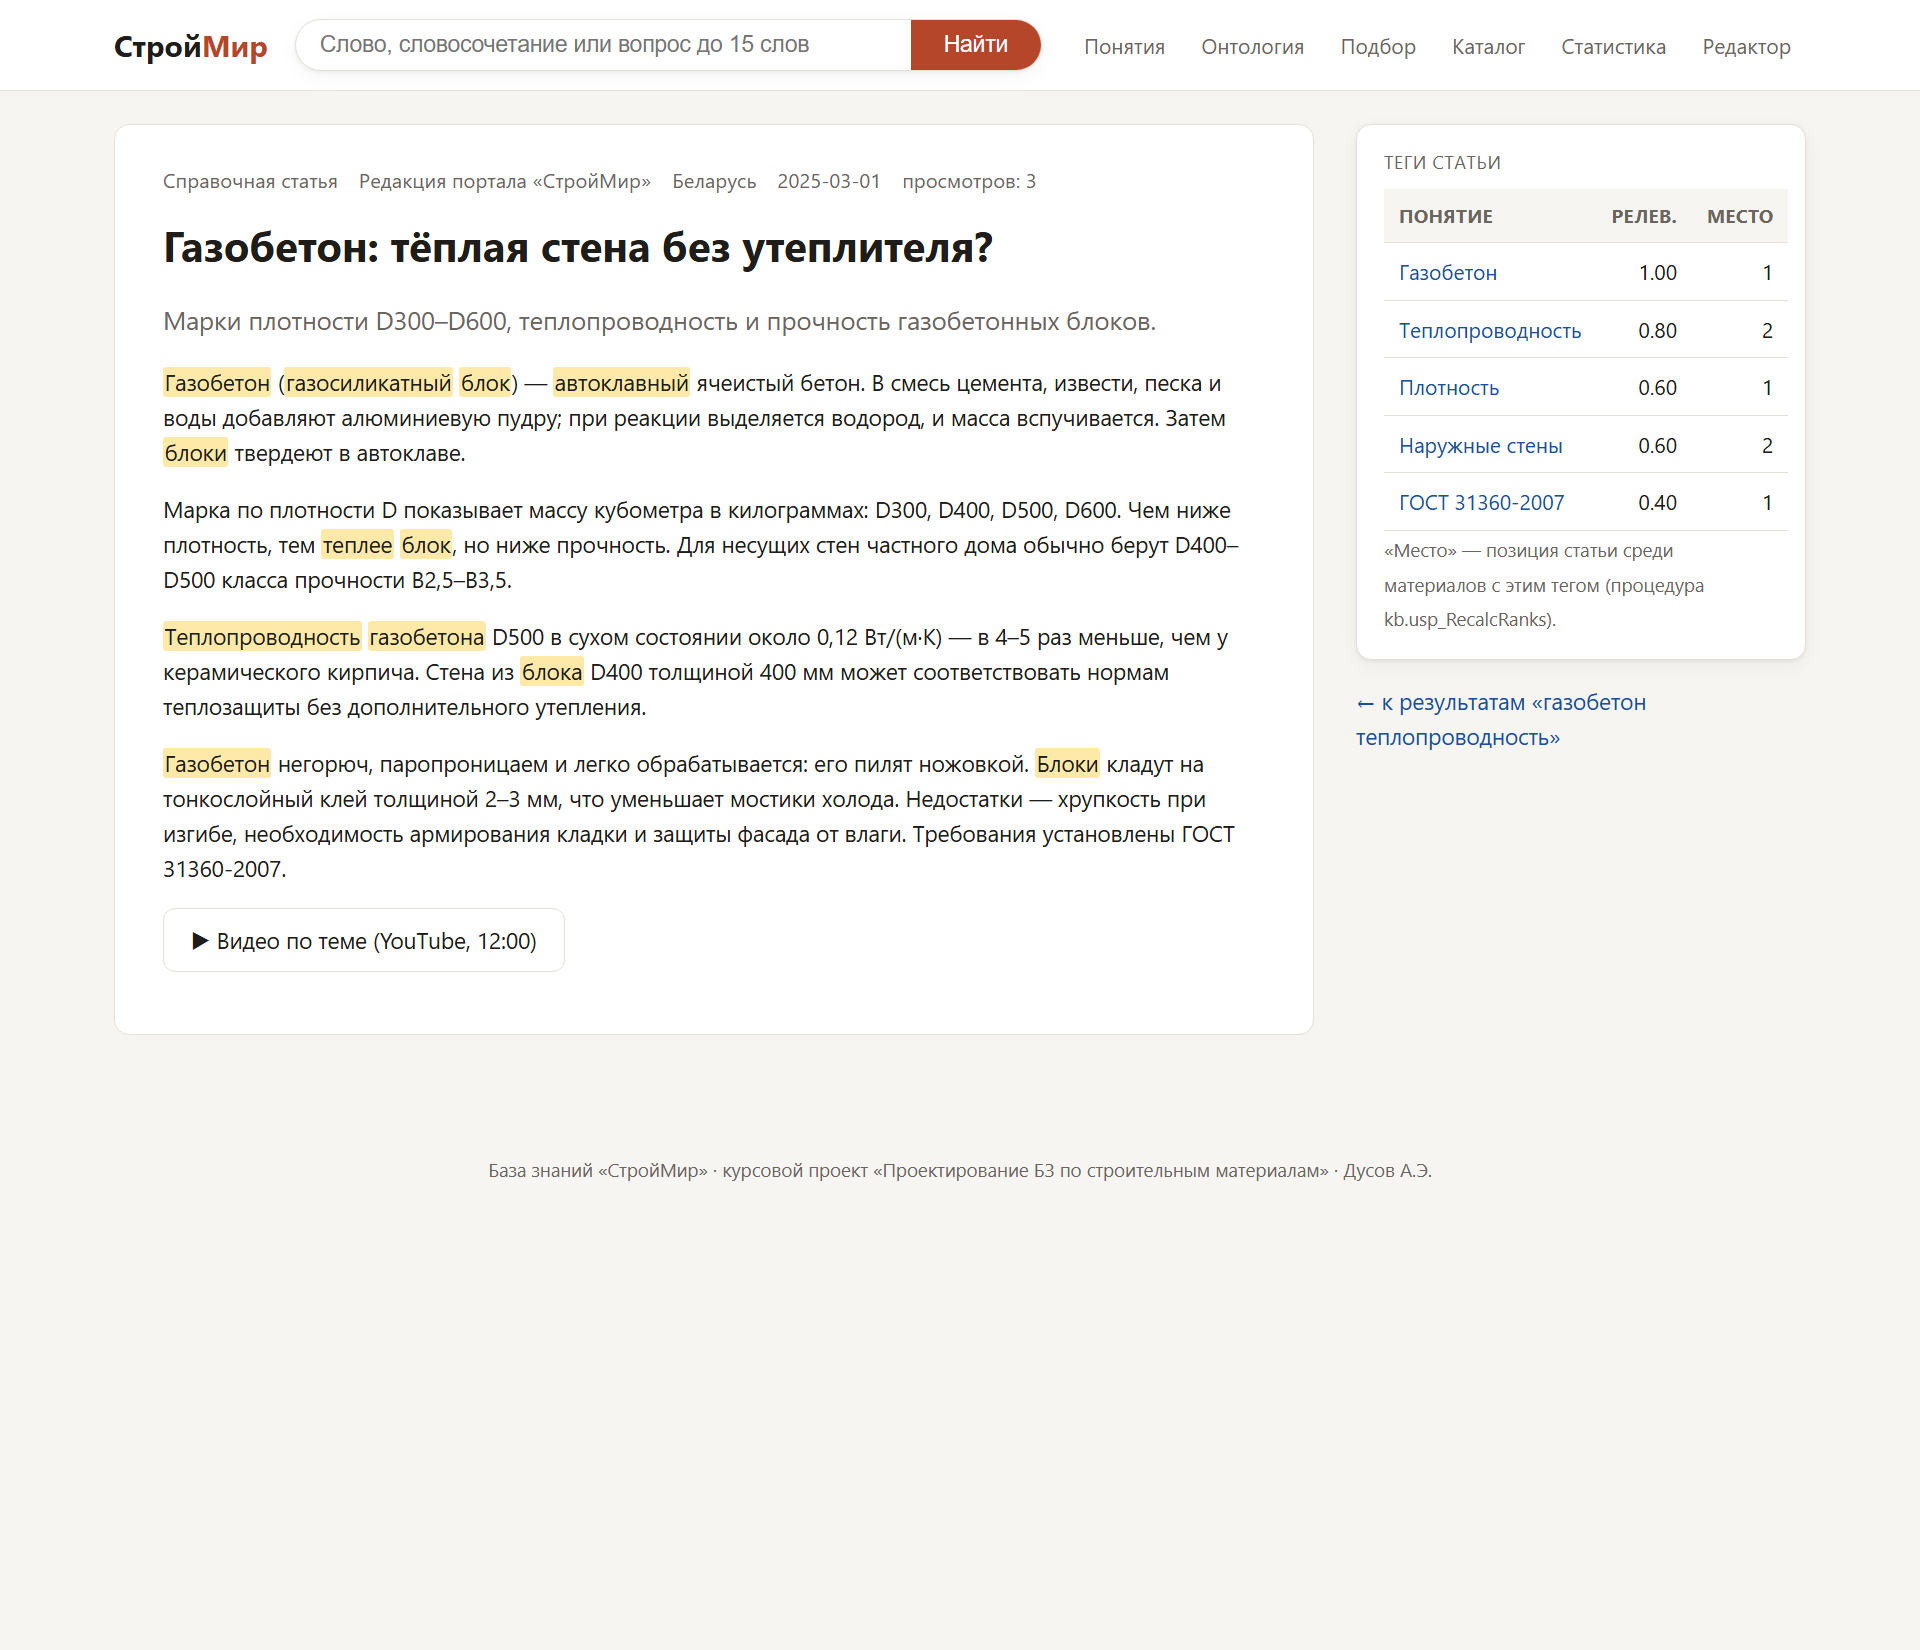 СтройМир
Слово, словосочетание или вопрос до 15 слов
Найти
Понятия Онтология Подбор Каталог Статистика Редактор
Справочная статья Редакция портала «СтройМир» Беларусь 2025-03-01 просмотров: 3
Газобетон: тёплая стена без утеплителя?
Марки плотности D300–D600, теплопроводность и прочность газобетонных блоков.
Газобетон (газосиликатный блок) — автоклавный ячеистый бетон. В смесь цемента, извести, песка и
воды добавляют алюминиевую пудру; при реакции выделяется водород, и масса вспучивается. Затем
блоки твердеют в автоклаве.
Марка по плотности D показывает массу кубометра в килограммах: D300, D400, D500, D600. Чем ниже
плотность, тем теплее блок, но ниже прочность. Для несущих стен частного дома обычно берут D400–
D500 класса прочности B2,5–B3,5.
Теплопроводность газобетона D500 в сухом состоянии около 0,12 Вт/(м·К) — в 4–5 раз меньше, чем у
керамического кирпича. Стена из блока D400 толщиной 400 мм может соответствовать нормам
теплозащиты без дополнительного утепления.
Газобетон негорюч, паропроницаем и легко обрабатывается: его пилят ножовкой. Блоки кладут на
тонкослойный клей толщиной 2–3 мм, что уменьшает мостики холода. Недостатки — хрупкость при
изгибе, необходимость армирования кладки и защиты фасада от влаги. Требования установлены ГОСТ
31360-2007.
▶ Видео по теме (YouTube, 12:00)
ТЕГИ СТАТЬИ
ПОНЯТИЕ РЕЛЕВ. МЕСТО
Газобетон 1.00 1
Теплопроводность 0.80 2
Плотность 0.60 1
Наружные стены 0.60 2
ГОСТ 31360-2007 0.40 1
«Место» — позиция статьи среди
материалов с этим тегом (процедура
kb.usp_RecalcRanks).
← к результатам «газобетон
теплопроводность»
База знаний «СтройМир» · курсовой проект «Проектирование БЗ по строительным материалам» · Дусов А.Э.